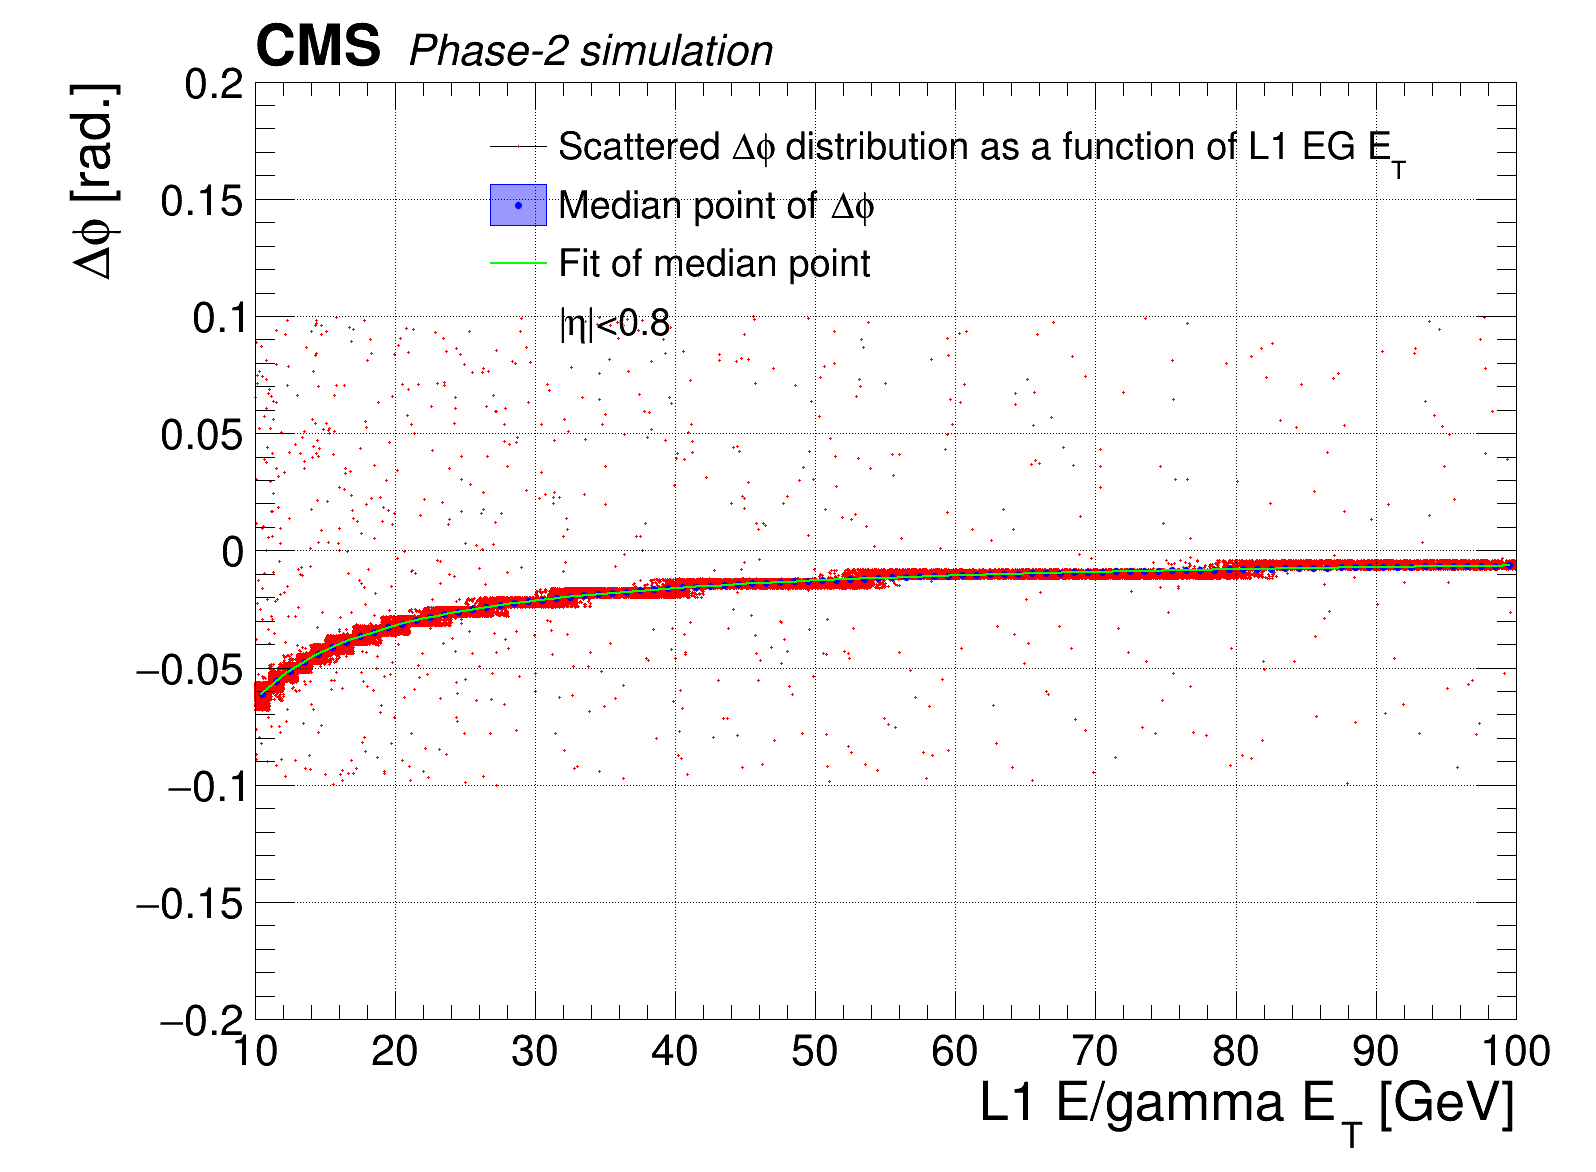 CMS Phase-2 simulation
Δϕ [rad.]
0.2
0.15
0.1
0.05
0
−0.05
−0.1
−0.15
−0.2
Scattered Δϕ distribution as a function of L1 EG E_T
Median point of Δϕ
Fit of median point
|η|<0.8
10 20 30 40 50 60 70 80 90 100
L1 E/gamma E_T [GeV]